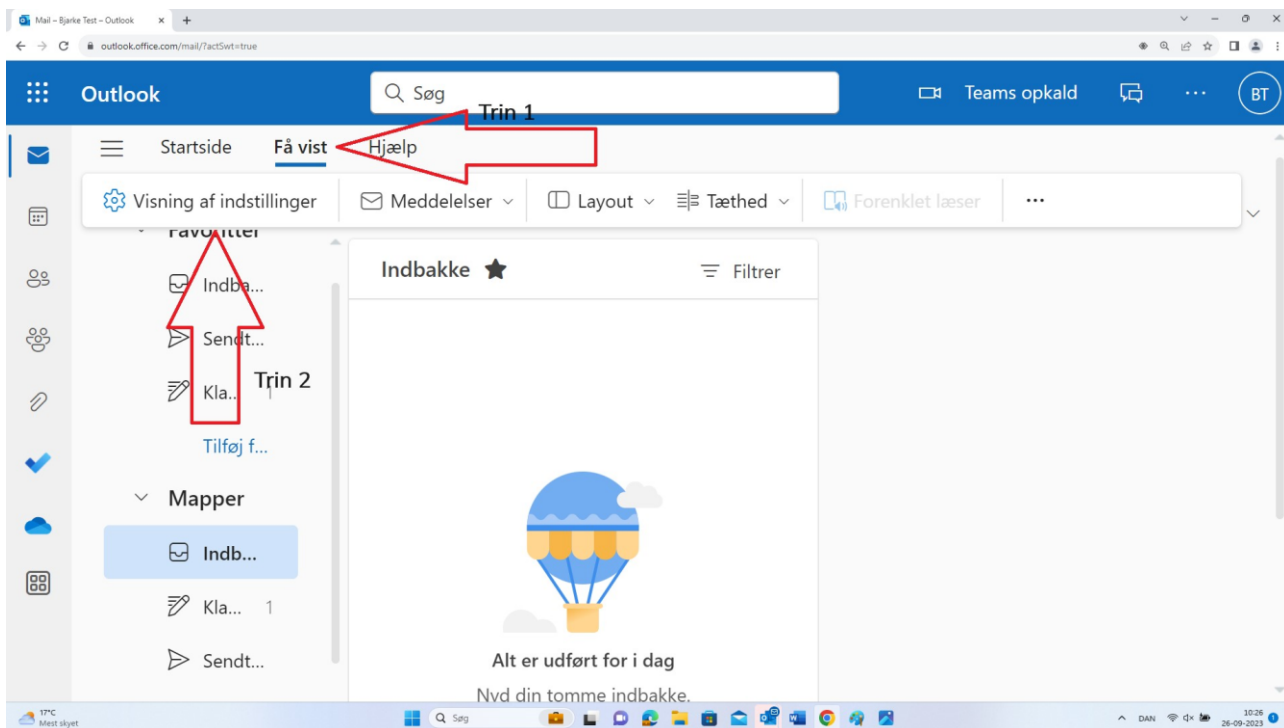 Mail – Bjarke Test – Outlook
outlook.office.com/mail/?actSwt=true
Outlook
Søg
Teams opkald
BT
Trin 1
Startside Få vist Hjælp
Visning af indstillinger Meddelelser Layout Tæthed Forenklet læser
Favoritter
Indba...
Sendt...
Kla... 1
Trin 2
Tilføj f...
Mapper
Indb...
Kla... 1
Sendt...
Indbakke Filtrer
Alt er udført for i dag
Nyd din tomme indbakke.
17°C
Mest skyet
Søg
DAN
10:26
26-09-2023